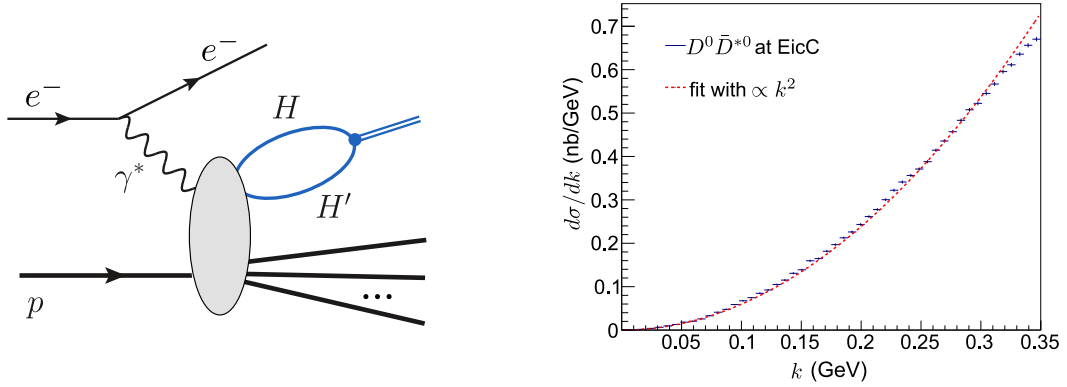 e⁻
e⁻
γ*
H
H′
p
...
dσ/dk (nb/GeV)
0.7
0.6
0.5
0.4
0.3
0.2
0.1
0
D⁰D̄*⁰ at EicC
fit with ∝ k²
0.05 0.1 0.15 0.2 0.25 0.3 0.35
k (GeV)